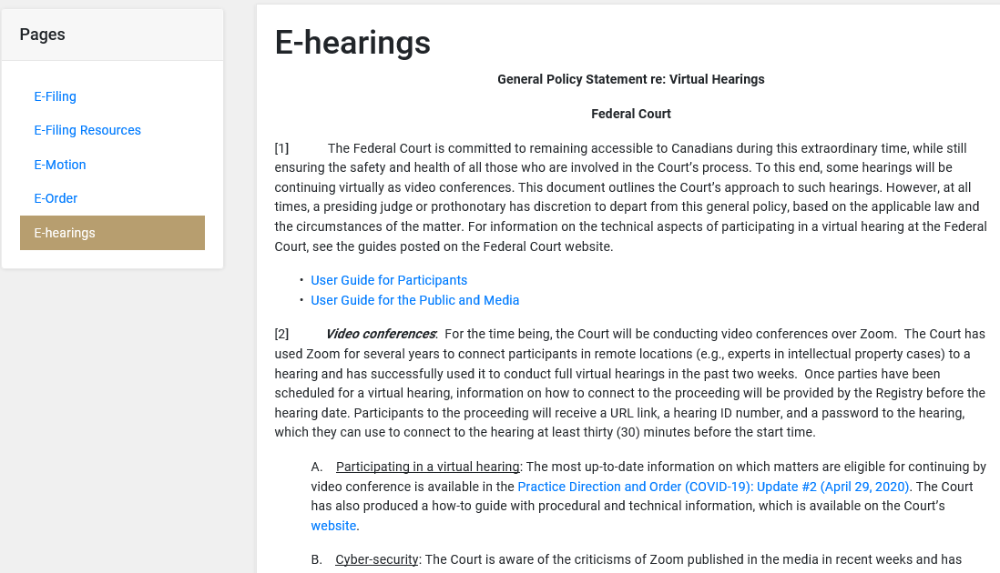 Pages
E-Filing
E-Filing Resources
E-Motion
E-Order
E-hearings
E-hearings
General Policy Statement re: Virtual Hearings
Federal Court
[1] The Federal Court is committed to remaining accessible to Canadians during this extraordinary time, while still
ensuring the safety and health of all those who are involved in the Court’s process. To this end, some hearings will be
continuing virtually as video conferences. This document outlines the Court’s approach to such hearings. However, at all
times, a presiding judge or prothonotary has discretion to depart from this general policy, based on the applicable law and
the circumstances of the matter. For information on the technical aspects of participating in a virtual hearing at the Federal
Court, see the guides posted on the Federal Court website.
• User Guide for Participants
• User Guide for the Public and Media
[2] Video conferences: For the time being, the Court will be conducting video conferences over Zoom. The Court has
used Zoom for several years to connect participants in remote locations (e.g., experts in intellectual property cases) to a
hearing and has successfully used it to conduct full virtual hearings in the past two weeks. Once parties have been
scheduled for a virtual hearing, information on how to connect to the proceeding will be provided by the Registry before the
hearing date. Participants to the proceeding will receive a URL link, a hearing ID number, and a password to the hearing,
which they can use to connect to the hearing at least thirty (30) minutes before the start time.
A. Participating in a virtual hearing: The most up-to-date information on which matters are eligible for continuing by
video conference is available in the Practice Direction and Order (COVID-19): Update #2 (April 29, 2020). The Court
has also produced a how-to guide with procedural and technical information, which is available on the Court’s
website.
B. Cyber-security: The Court is aware of the criticisms of Zoom published in the media in recent weeks and has